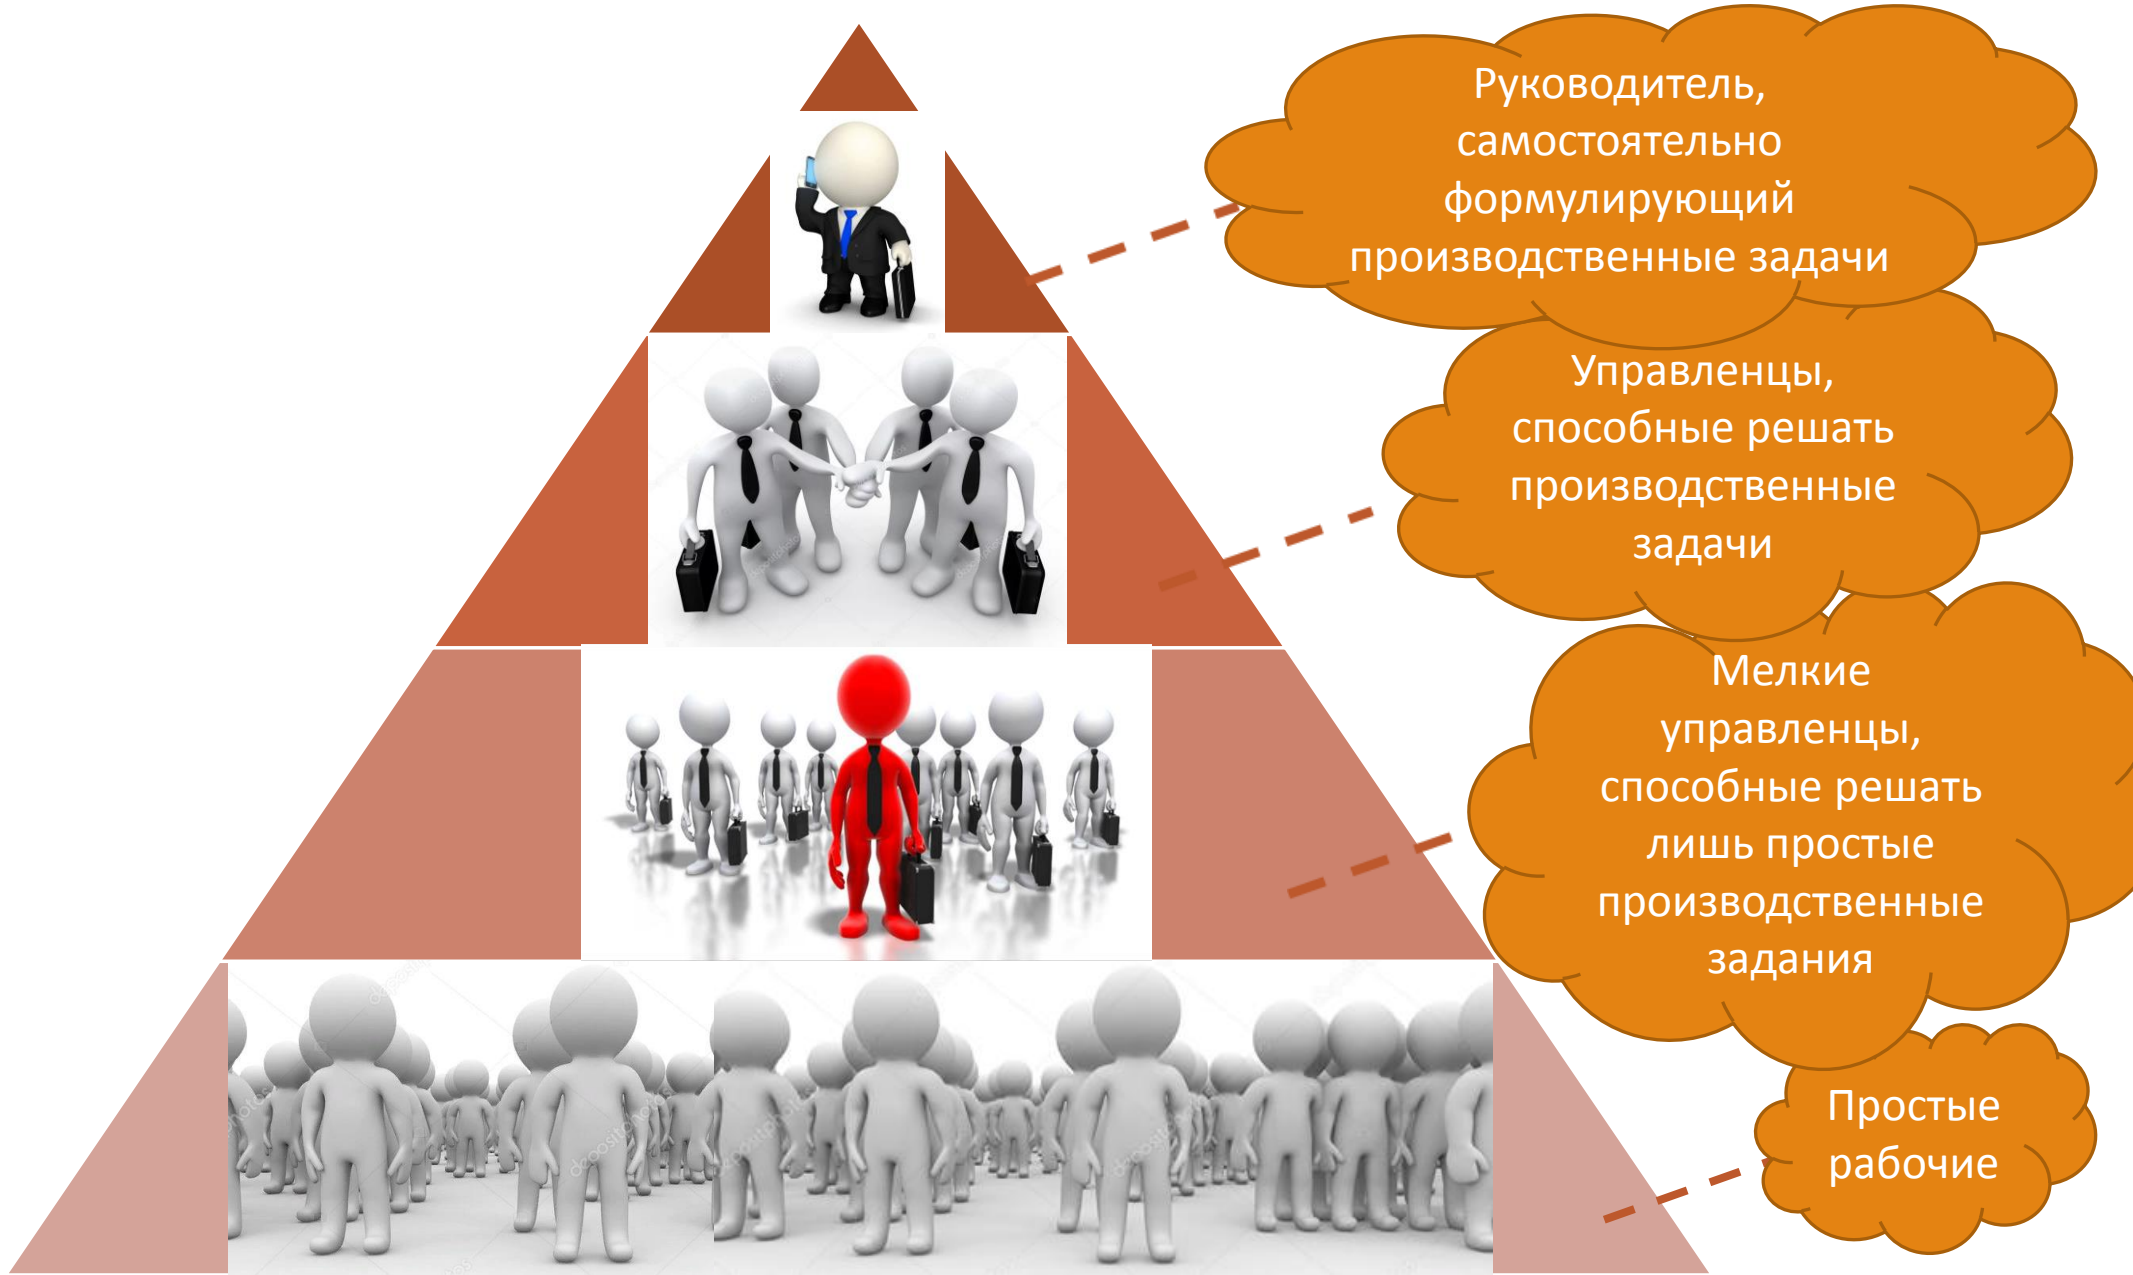 Руководитель,
самостоятельно
формулирующий
производственные задачи
Управленцы,
способные решать
производственные
задачи
Мелкие
управленцы,
способные решать
лишь простые
производственные
задания
Простые
рабочие